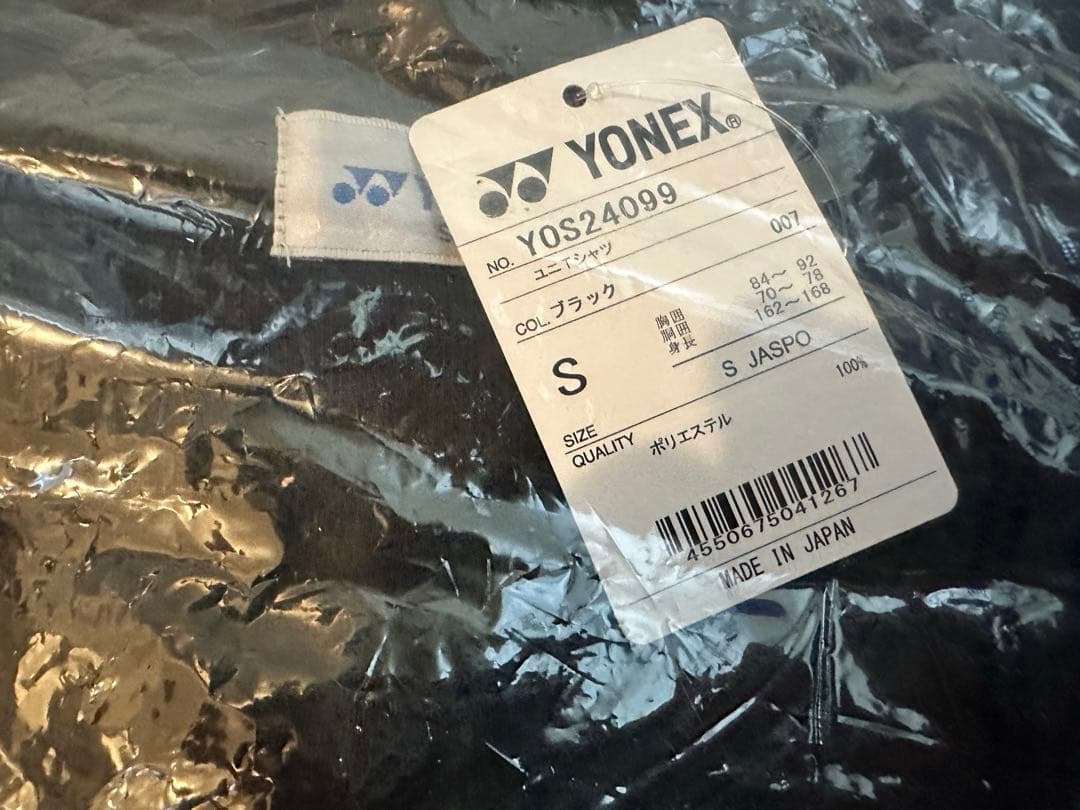 YONEX®
NO. YOS24099
ユニTシャツ
COL. ブラック 007
胸囲 84~ 92
胴囲 70~ 78
身長 162~168
S
SIZE S JASPO
QUALITY ポリエステル 100%
4550675041267
MADE IN JAPAN
Y
S